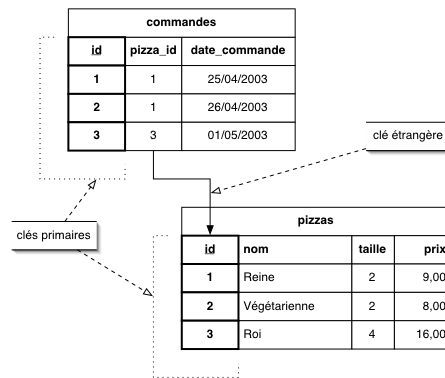 commandes
id pizza_id date_commande
1 1 25/04/2003
2 1 26/04/2003
3 3 01/05/2003
clé étrangère
pizzas
clés primaires
id nom taille prix
1 Reine 2 9,00
2 Végétarienne 2 8,00
3 Roi 4 16,00